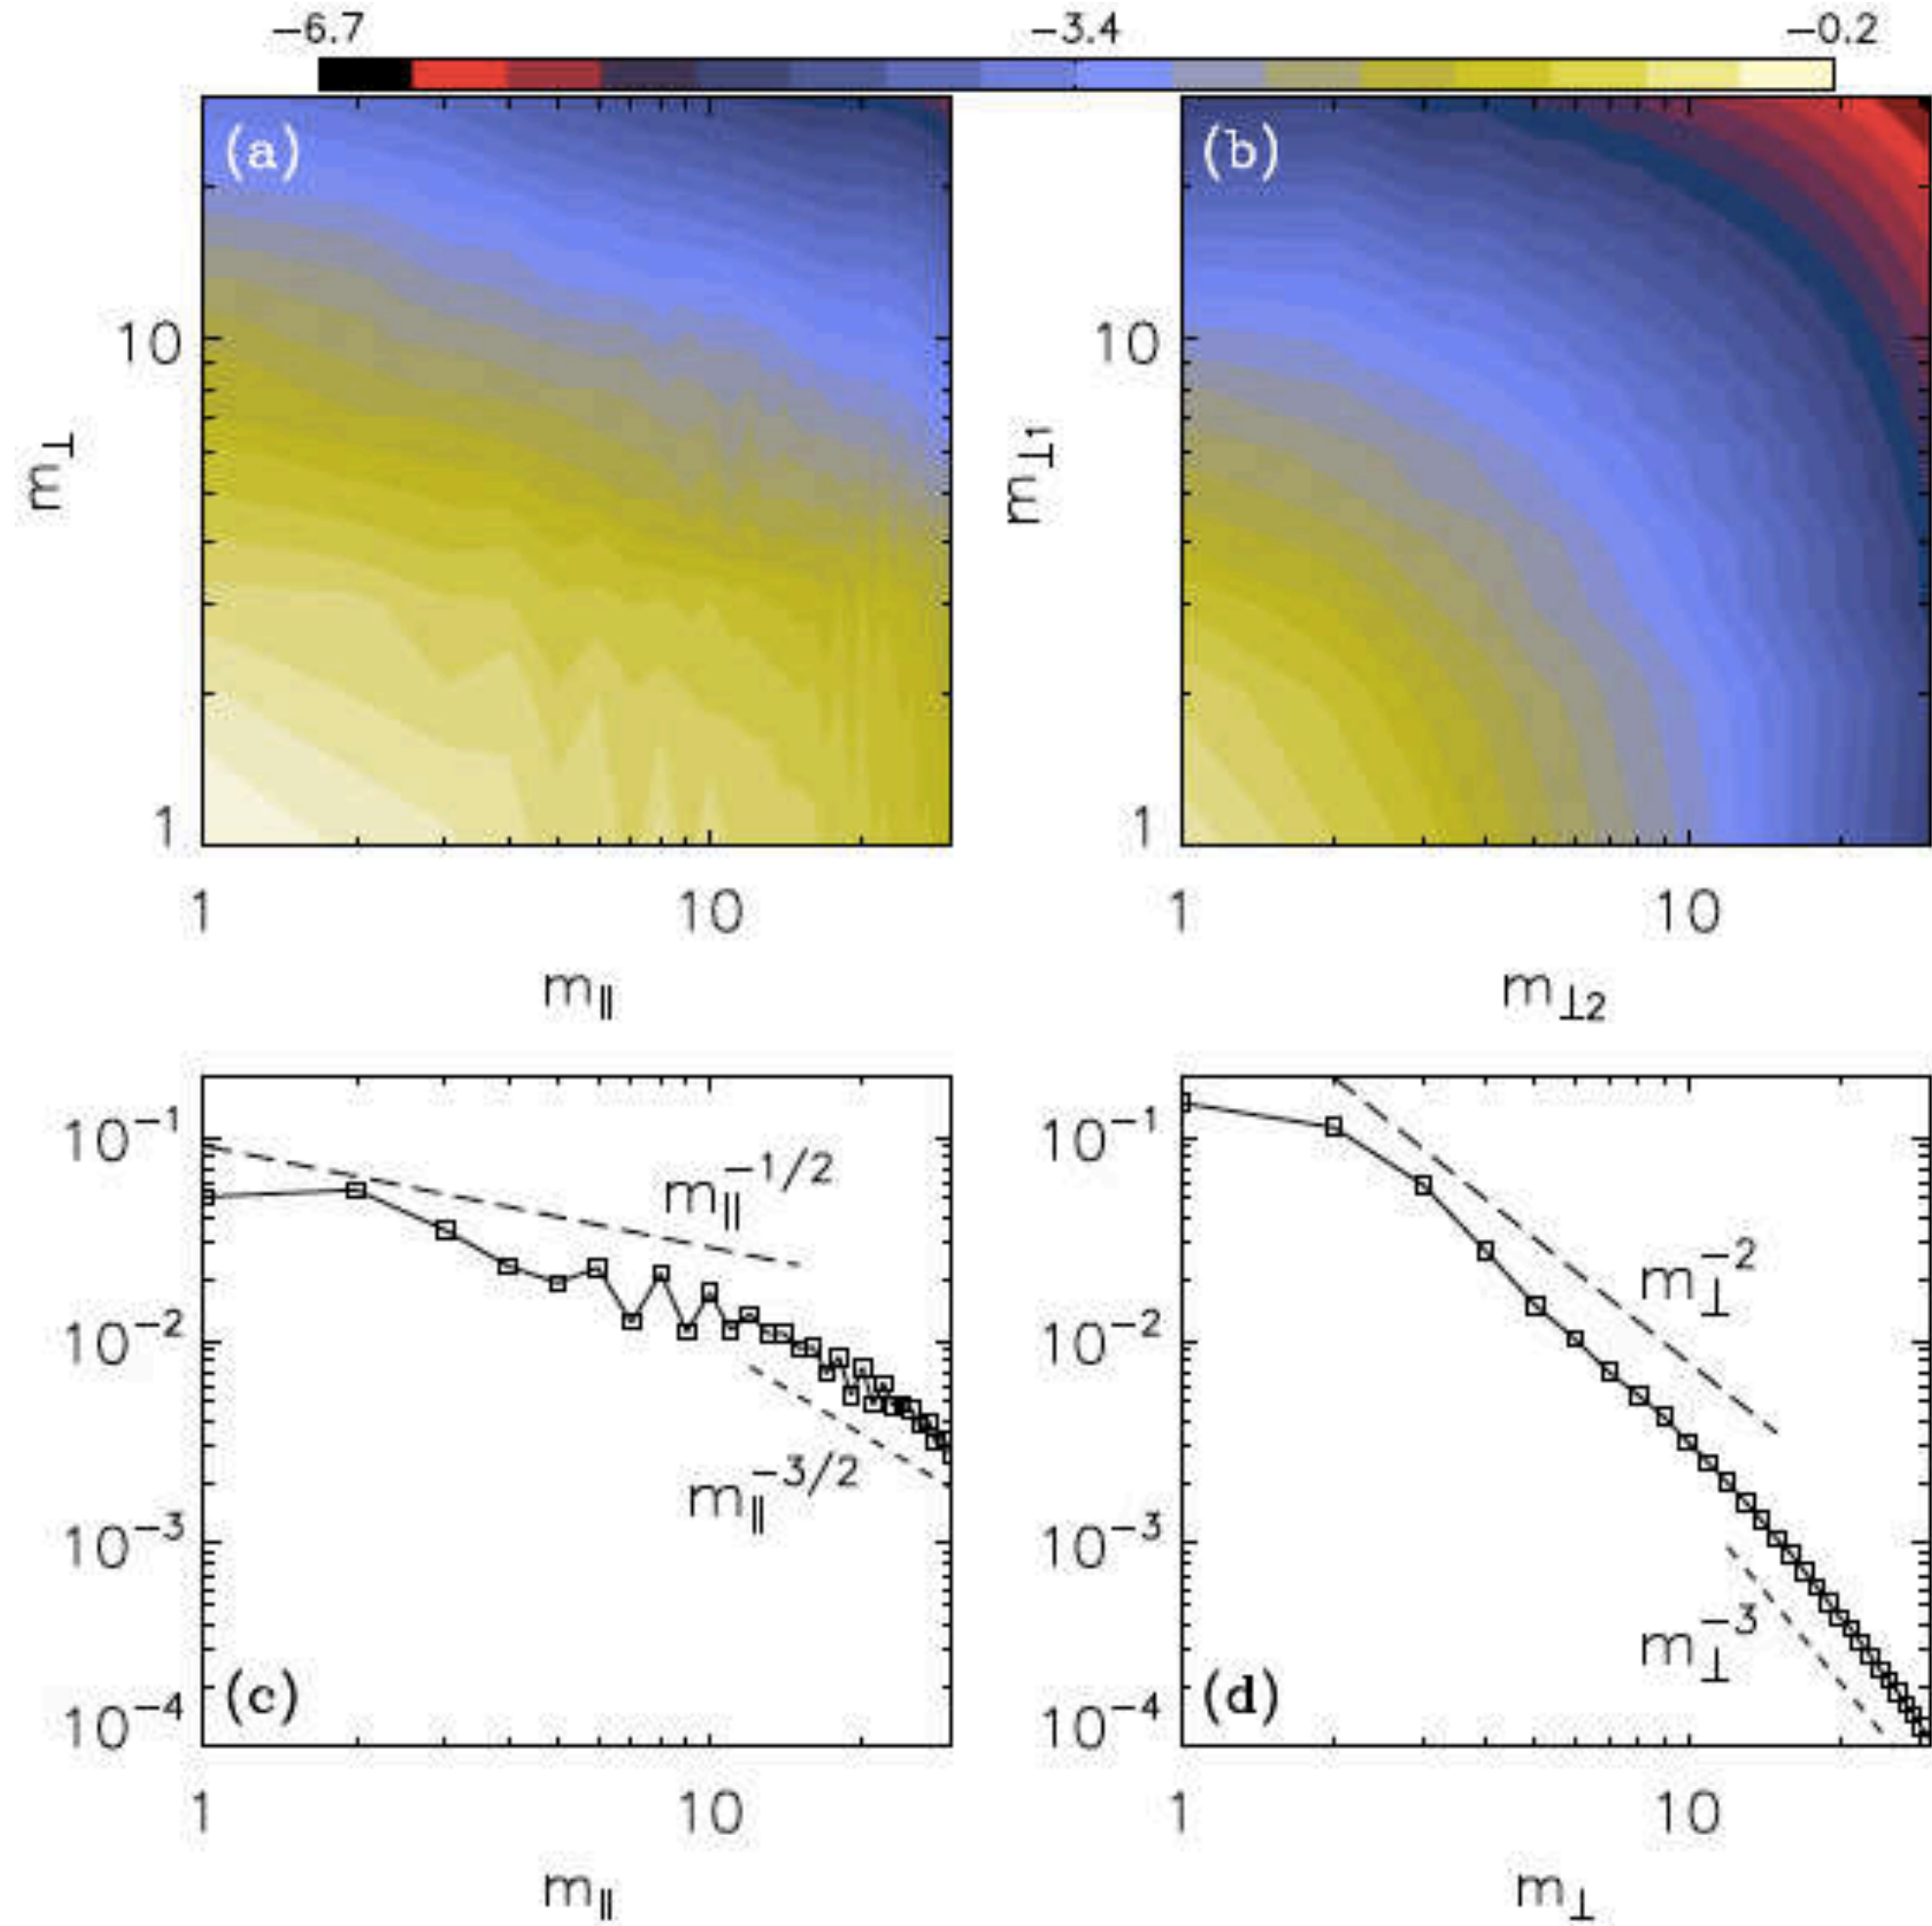 −6.7 −3.4 −0.2
(a) (b)
10 10
m⊥ m⊥1
1 1
1 10 1 10
m∥ m⊥2
10^−1 m∥^−1/2 10^−1
m⊥^−2
10^−2 10^−2
m∥^−3/2
10^−3 10^−3
m⊥^−3
10^−4 (c) 10^−4 (d)
1 10 1 10
m∥ m⊥